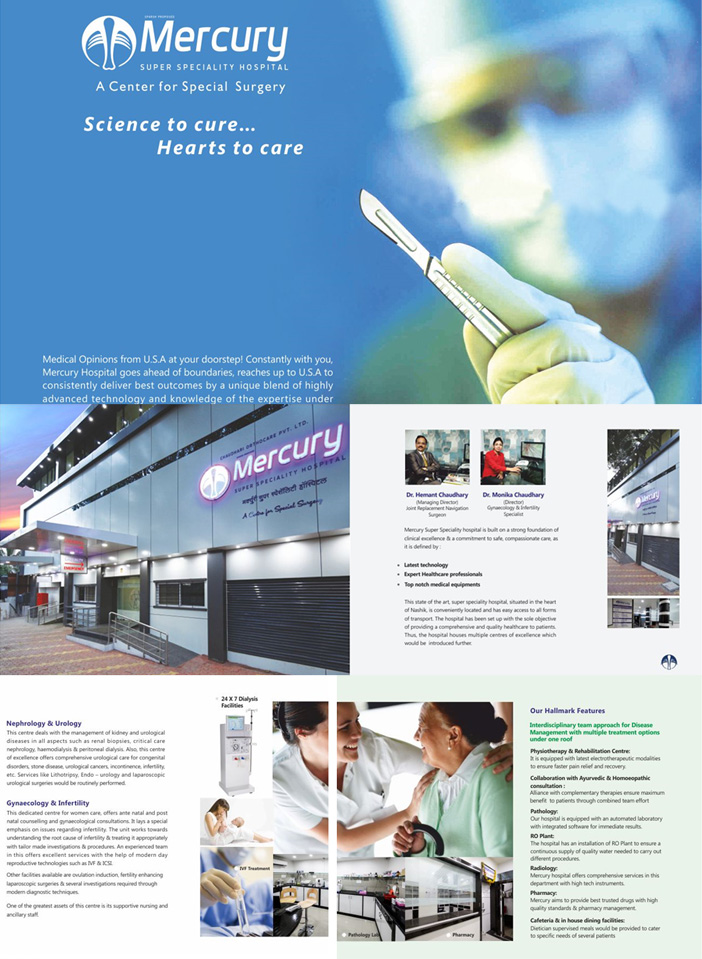 Mercury
SUPER SPECIALITY HOSPITAL
A Center for Special Surgery
Science to cure...
Hearts to care
Medical Opinions from U.S.A at your doorstep! Constantly with you,
Mercury Hospital goes ahead of boundaries, reaches up to U.S.A to
consistently deliver best outcomes by a unique blend of highly
advanced technology and knowledge of the expertise under
CHAUDHARI ORTHOCARE PVT. LTD.
Mercury
SUPER SPECIALITY HOSPITAL
मर्क्युरी सुपर स्पेशॅलिटी हॉस्पिटल
A Centre for Special Surgery
Dr. Hemant Chaudhary
(Managing Director)
Joint Replacement Navigation
Surgeon
Dr. Monika Chaudhary
(Director)
Gynaecology & Infertility
Specialist
Mercury Super Speciality hospital is built on a strong foundation of
clinical excellence & a commitment to safe, compassionate care, as
it is defined by :
Latest technology
Expert Healthcare professionals
Top notch medical equipments
This state of the art, super speciality hospital, situated in the heart
of Nashik, is conveniently located and has easy access to all forms
of transport. The hospital has been set up with the sole objective
of providing a comprehensive and quality healthcare to patients.
Thus, the hospital houses multiple centres of excellence which
would be introduced further.
Mercury
24 X 7 Dialysis
Facilities
Nephrology & Urology
This centre deals with the management of kidney and urological
diseases in all aspects such as renal biopsies, critical care
nephrology, haemodialysis & peritoneal dialysis. Also, this centre
of excellence offers comprehensive urological care for congenital
disorders, stone disease, urological cancers, incontinence, infertility,
etc. Services like Lithotripsy, Endo – urology and laparoscopic
urological surgeries would be routinely performed.
Gynaecology & Infertility
This dedicated centre for women care, offers ante natal and post
natal counselling and gynaecological consultations. It lays a special
emphasis on issues regarding infertility. The unit works towards
understanding the root cause of infertility & treating it appropriately
with tailor made investigations & procedures. An experienced team
in this offers excellent services with the help of modern day
reproductive technologies such as IVF & ICSI.
Other facilities available are ovulation induction, fertility enhancing
laparoscopic surgeries & several investigations required through
modern diagnostic techniques.
One of the greatest assets of this centre is its supportive nursing and
ancillary staff.
IVF Treatment
Pathology Lab
Pharmacy
Our Hallmark Features
Interdisciplinary team approach for Disease
Management with multiple treatment options
under one roof
Physiotherapy & Rehabilitation Centre:
It is equipped with latest electrotherapeutic modalities
to ensure faster pain relief and recovery.
Collaboration with Ayurvedic & Homoeopathic
consultation :
Alliance with complementary therapies ensure maximum
benefit to patients through combined team effort
Pathology:
Our hospital is equipped with an automated laboratory
with integrated software for immediate results.
RO Plant:
The hospital has an installation of RO Plant to ensure a
continuous supply of quality water needed to carry out
different procedures.
Radiology:
Mercury hospital offers comprehensive services in this
department with high tech instruments.
Pharmacy:
Mercury aims to provide best trusted drugs with high
quality standards & pharmacy management.
Cafeteria & in house dining facilities:
Dietician supervised meals would be provided to cater
to specific needs of several patients